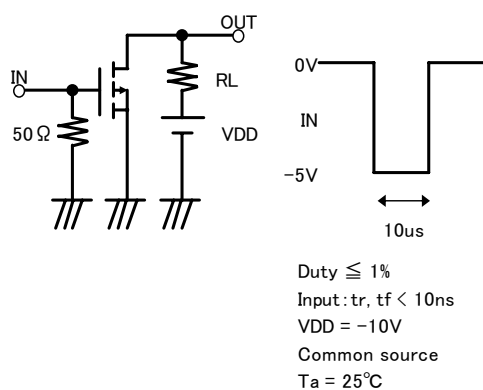 OUT
IN
RL
50Ω
VDD
0V
IN
−5V
10us
Duty ≦ 1%
Input:tr, tf < 10ns
VDD = −10V
Common source
Ta = 25℃